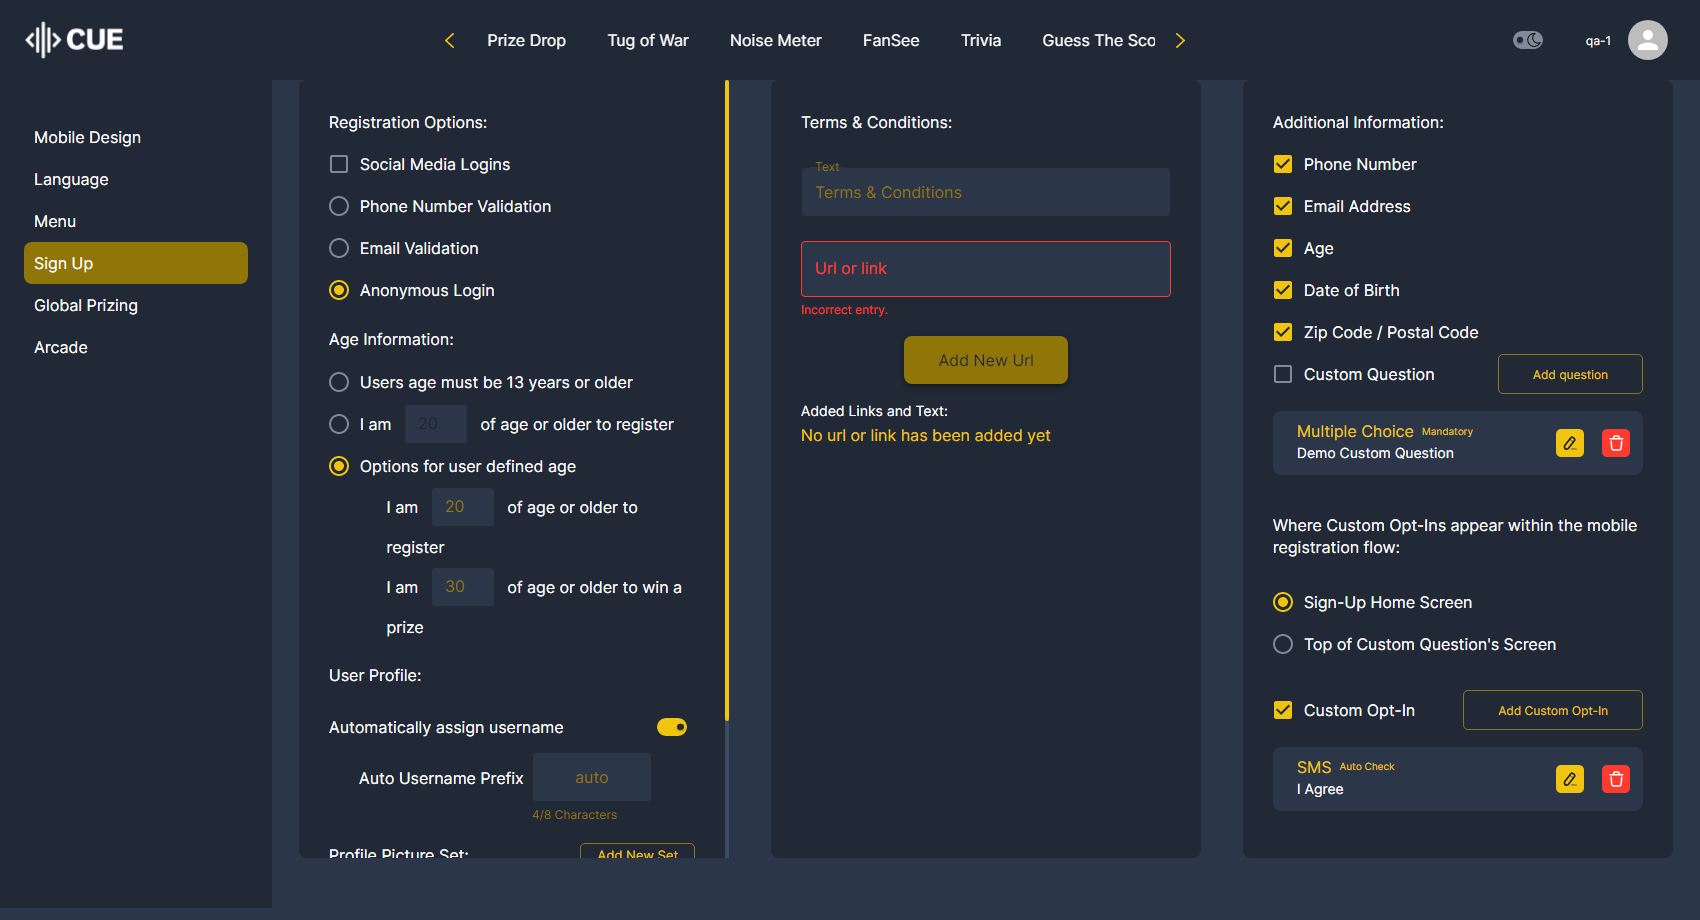 CUE
Prize Drop
Tug of War
Noise Meter
FanSee
Trivia
Guess The Sco
qa-1
Mobile Design
Language
Menu
Sign Up
Global Prizing
Arcade
Registration Options:
Social Media Logins
Phone Number Validation
Email Validation
Anonymous Login
Age Information:
Users age must be 13 years or older
I am 20 of age or older to register
Options for user defined age
I am 20 of age or older to
register
I am 30 of age or older to win a
prize
User Profile:
Automatically assign username
Auto Username Prefix auto
4/8 Characters
Profile Picture Set: Add New Set
Terms & Conditions:
Text
Terms & Conditions
Url or link
Incorrect entry.
Add New Url
Added Links and Text:
No url or link has been added yet
Additional Information:
Phone Number
Email Address
Age
Date of Birth
Zip Code / Postal Code
Custom Question Add question
Multiple Choice Mandatory
Demo Custom Question
Where Custom Opt-Ins appear within the mobile
registration flow:
Sign-Up Home Screen
Top of Custom Question's Screen
Custom Opt-In Add Custom Opt-In
SMS Auto Check
I Agree